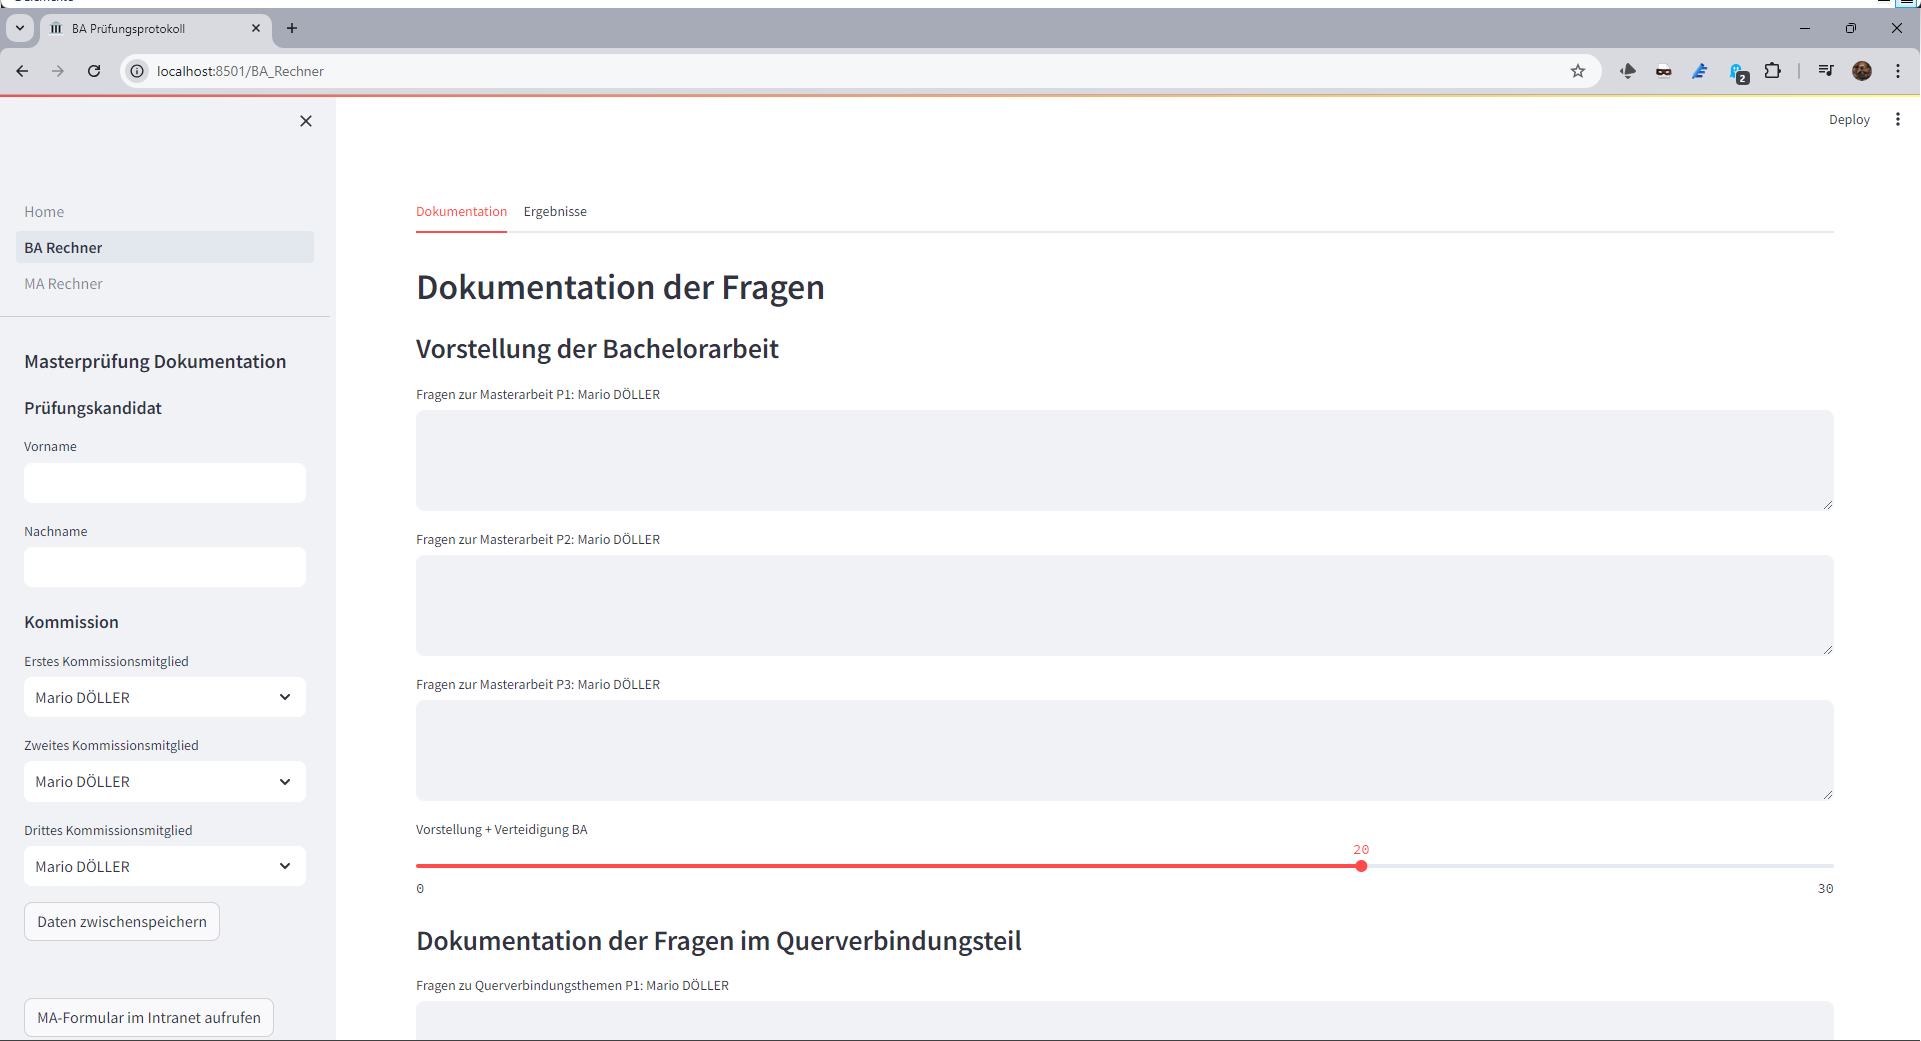 BA Prüfungsprotokoll
localhost:8501/BA_Rechner
2
Deploy
Home
BA Rechner
MA Rechner
Masterprüfung Dokumentation
Prüfungskandidat
Vorname
Nachname
Kommission
Erstes Kommissionsmitglied
Mario DÖLLER
Zweites Kommissionsmitglied
Mario DÖLLER
Drittes Kommissionsmitglied
Mario DÖLLER
Daten zwischenspeichern
MA-Formular im Intranet aufrufen
Dokumentation Ergebnisse
Dokumentation der Fragen
Vorstellung der Bachelorarbeit
Fragen zur Masterarbeit P1: Mario DÖLLER
Fragen zur Masterarbeit P2: Mario DÖLLER
Fragen zur Masterarbeit P3: Mario DÖLLER
Vorstellung + Verteidigung BA
20
0 30
Dokumentation der Fragen im Querverbindungsteil
Fragen zu Querverbindungsthemen P1: Mario DÖLLER